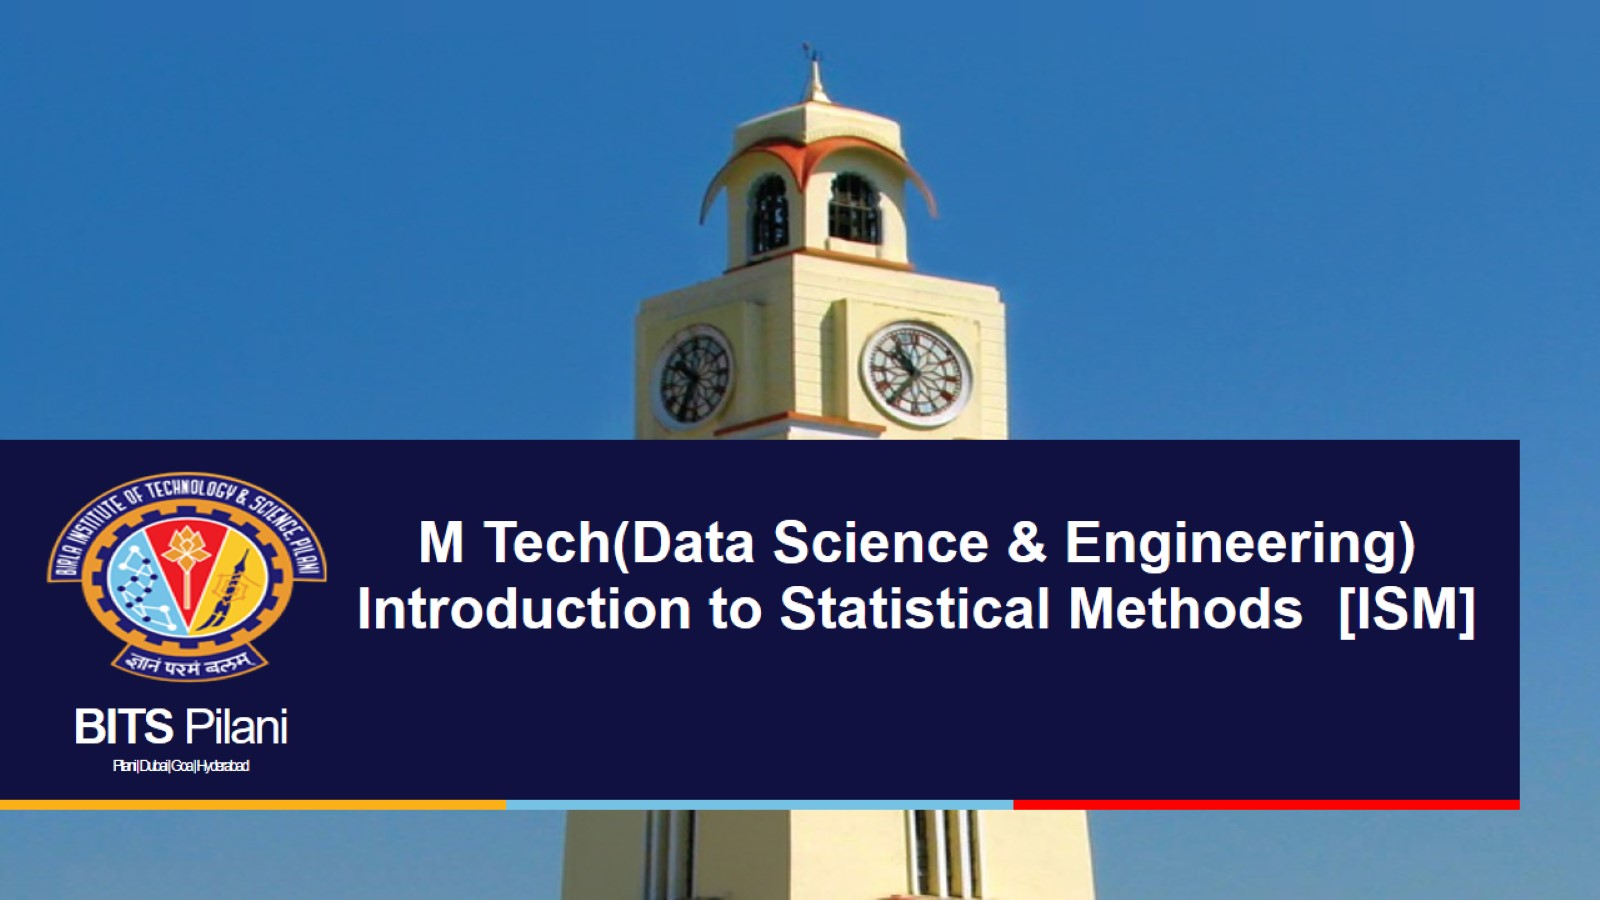 BIRLA INSTITUTE OF TECHNOLOGY & SCIENCE, PILANI
ज्ञानं परमं बलम्
BITS Pilani
Pilani|Dubai|Goa|Hyderabad
M Tech(Data Science & Engineering)
Introduction to Statistical Methods [ISM]